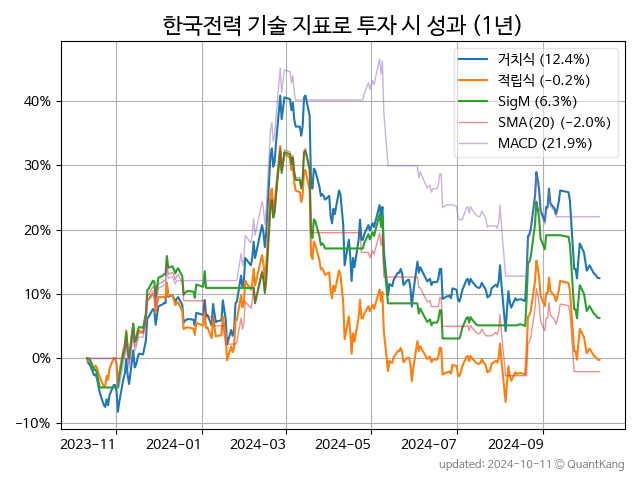 한국전력 기술 지표로 투자 시 성과 (1년)
거치식 (12.4%)
적립식 (−0.2%)
SigM (6.3%)
SMA(20) (−2.0%)
MACD (21.9%)
40%
30%
20%
10%
0%
−10%
2023−11
2024−01
2024−03
2024−05
2024−07
2024−09
updated: 2024-10-11 © QuantKang